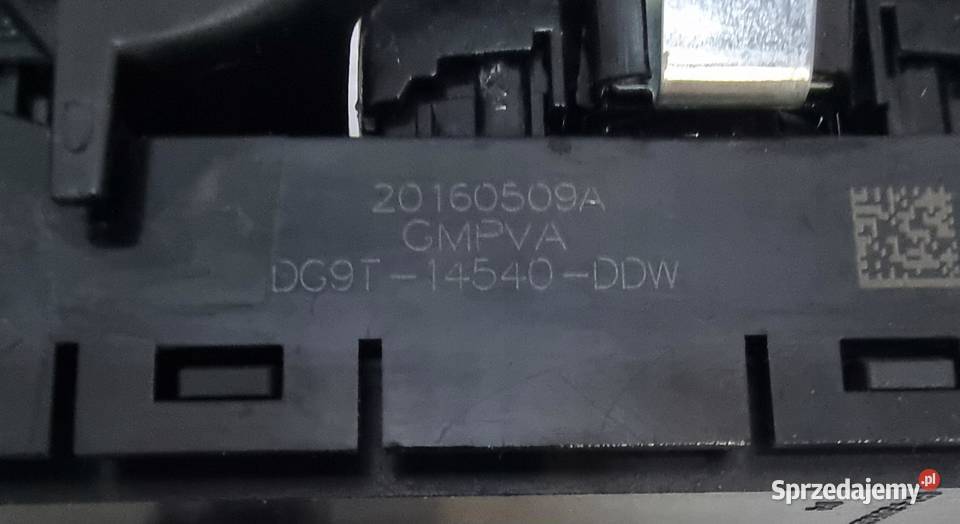 20160509A
GMPVA
DG9T-14540-DDW
Sprzedajemy.pl